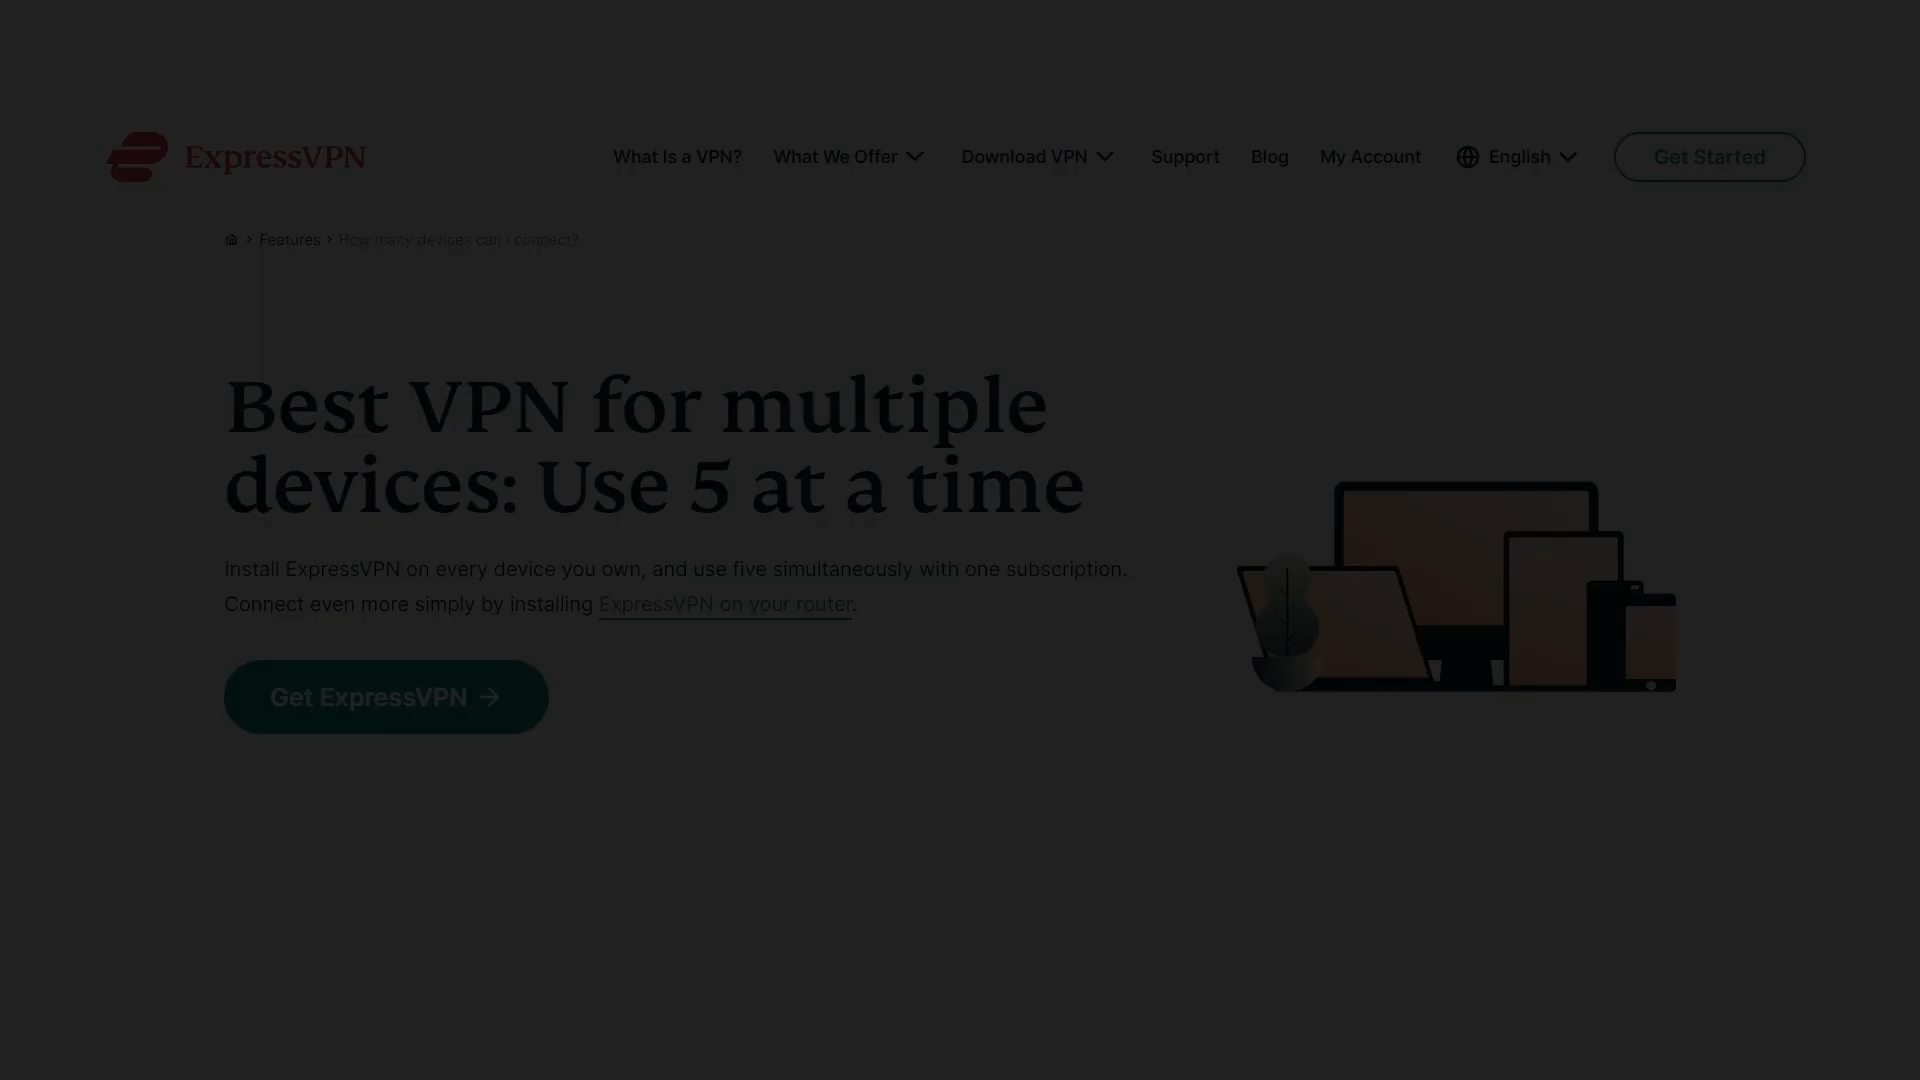 ExpressVPN
What Is a VPN? What We Offer Download VPN Support Blog My Account English Get Started
Features > How many devices can I connect?
Best VPN for multiple
devices: Use 5 at a time
Install ExpressVPN on every device you own, and use five simultaneously with one subscription.
Connect even more simply by installing ExpressVPN on your router.
Get ExpressVPN →